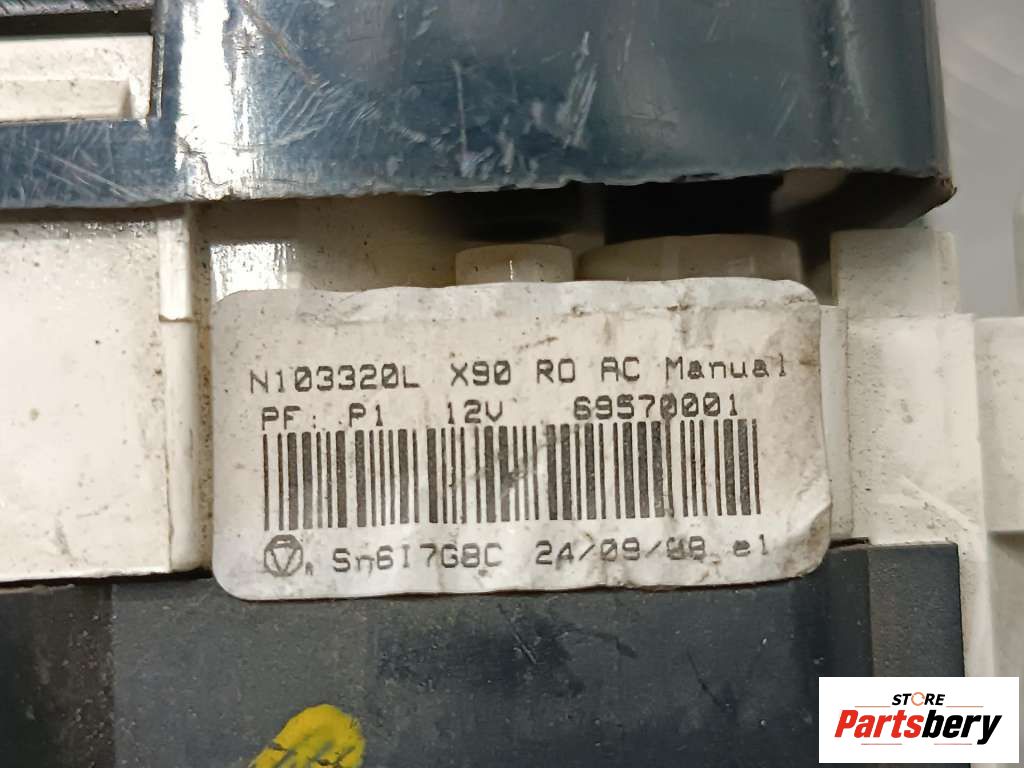 N103320L X90 RO AC Manual
PF: P1 12V 69570001
Sn6I7G8C 24/09/08 e1
STORE
Partsbery